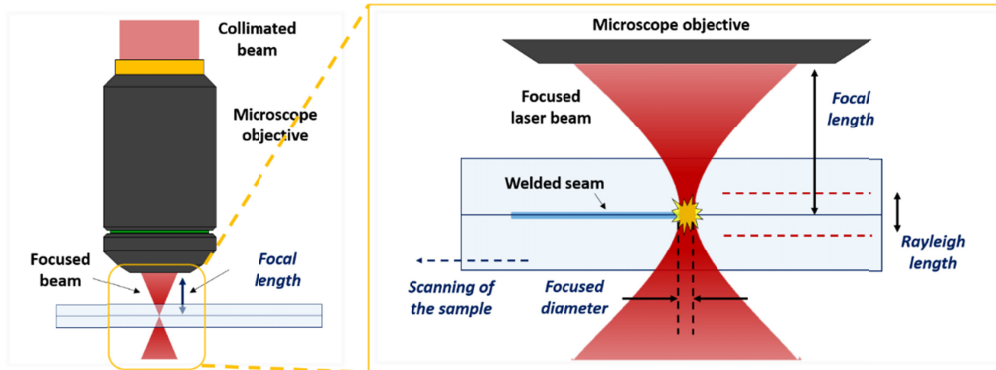 Collimated
beam
Microscope
objective
Focused
beam
Focal
length
Microscope objective
Focused
laser beam
Focal
length
Welded seam
Rayleigh
length
Scanning of
the sample
Focused
diameter